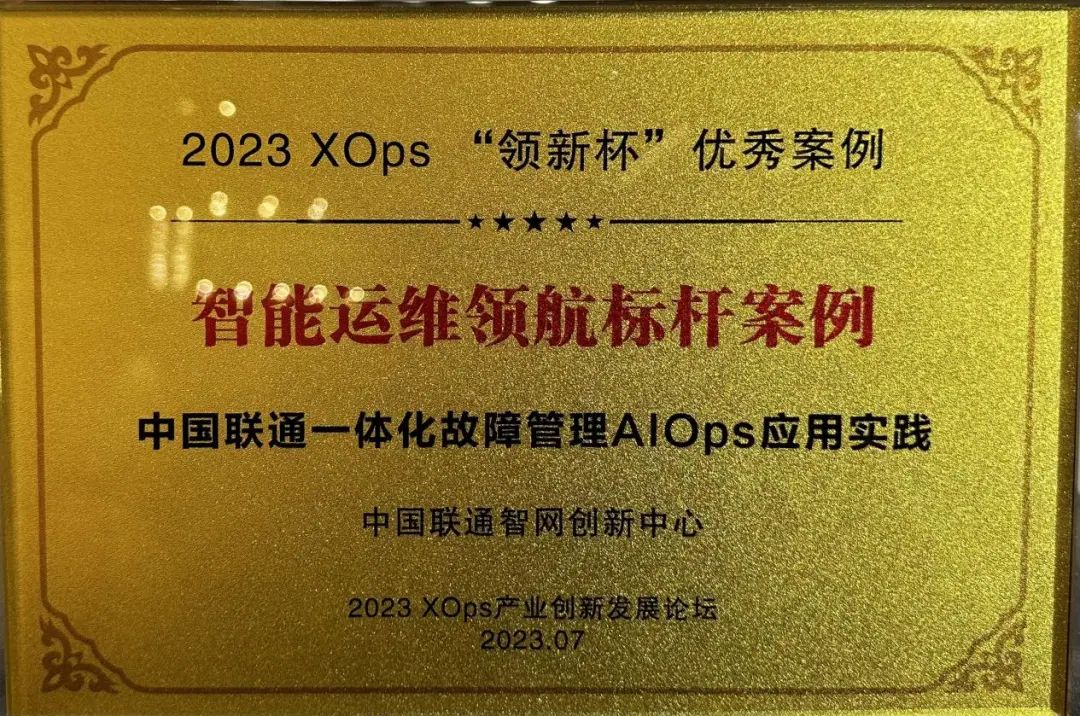 2023 XOps “领新杯”优秀案例
智能运维领航标杆案例
中国联通一体化故障管理AIOps应用实践
中国联通智网创新中心
2023 XOps产业创新发展论坛
2023.07